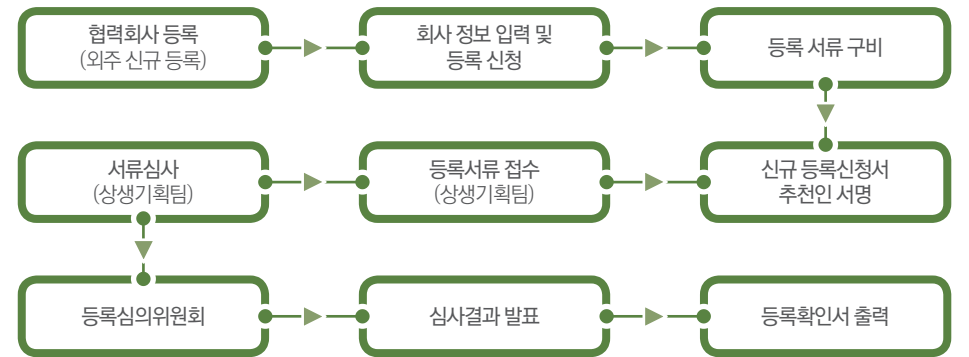 협력회사 등록
(외주 신규 등록)
회사 정보 입력 및
등록 신청
등록 서류 구비
서류심사
(상생기획팀)
등록서류 접수
(상생기획팀)
신규 등록신청서
추천인 서명
등록심의위원회
심사결과 발표
등록확인서 출력